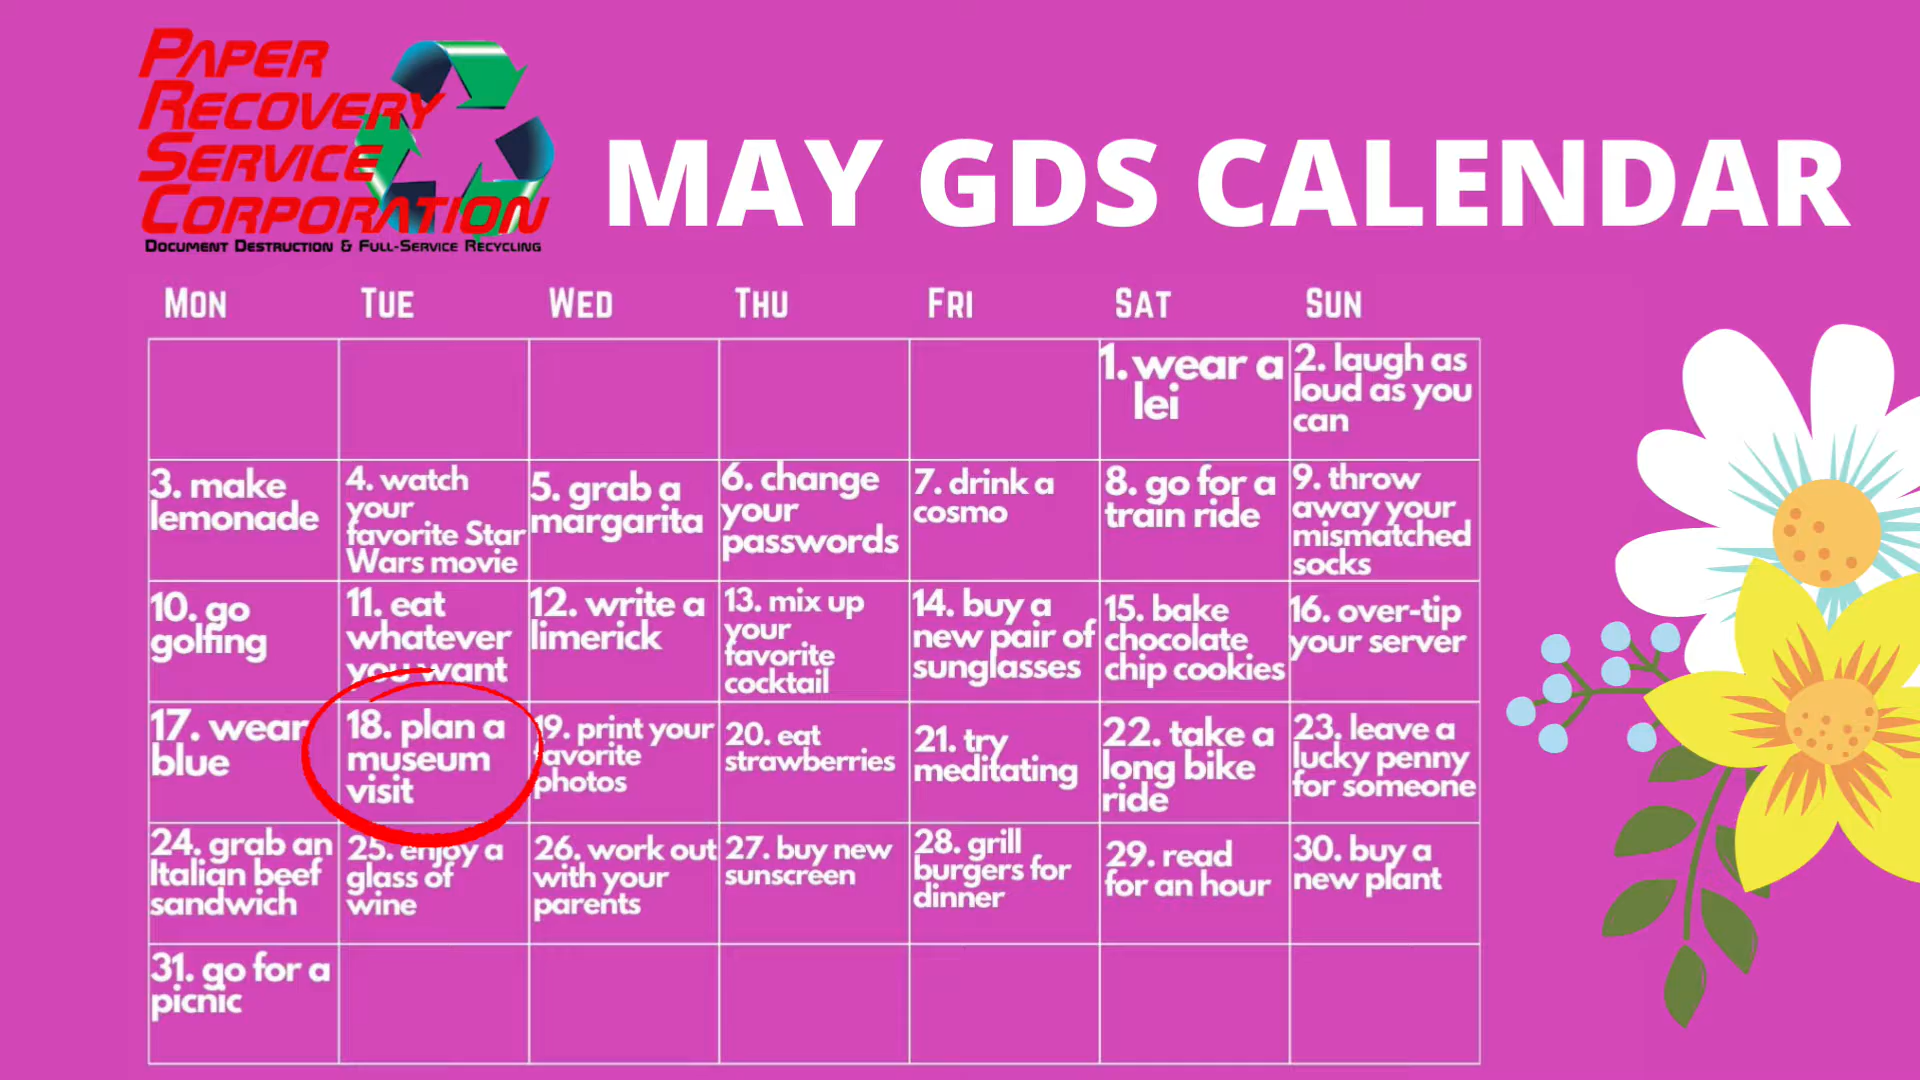 PAPER
RECOVERY
SERVICE
CORPORATION
DOCUMENT DESTRUCTION & FULL-SERVICE RECYCLING
MAY GDS CALENDAR
MON TUE WED THU FRI SAT SUN
1. wear a
lei
2. laugh as
loud as you
can
3. make
lemonade
4. watch
your
favorite Star
Wars movie
5. grab a
margarita
6. change
your
passwords
7. drink a
cosmo
8. go for a
train ride
9. throw
away your
mismatched
socks
10. go
golfing
11. eat
whatever
you want
12. write a
limerick
13. mix up
your
favorite
cocktail
14. buy a
new pair of
sunglasses
15. bake
chocolate
chip cookies
16. over-tip
your server
17. wear
blue
18. plan a
museum
visit
19. print your
favorite
photos
20. eat
strawberries
21. try
meditating
22. take a
long bike
ride
23. leave a
lucky penny
for someone
24. grab an
Italian beef
sandwich
25. enjoy a
glass of
wine
26. work out
with your
parents
27. buy new
sunscreen
28. grill
burgers for
dinner
29. read
for an hour
30. buy a
new plant
31. go for a
picnic